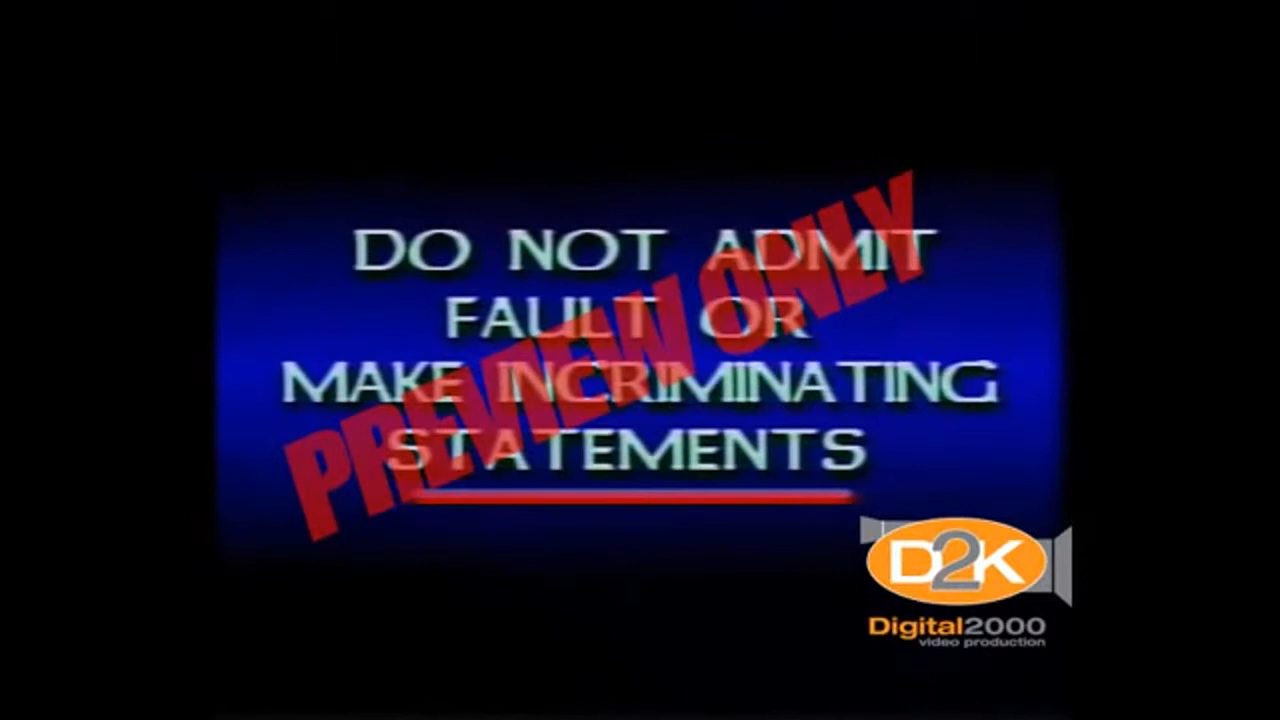 DO NOT ADMIT
FAULT OR
MAKE INCRIMINATING
STATEMENTS
PREVIEW ONLY
D2K
Digital2000
video production